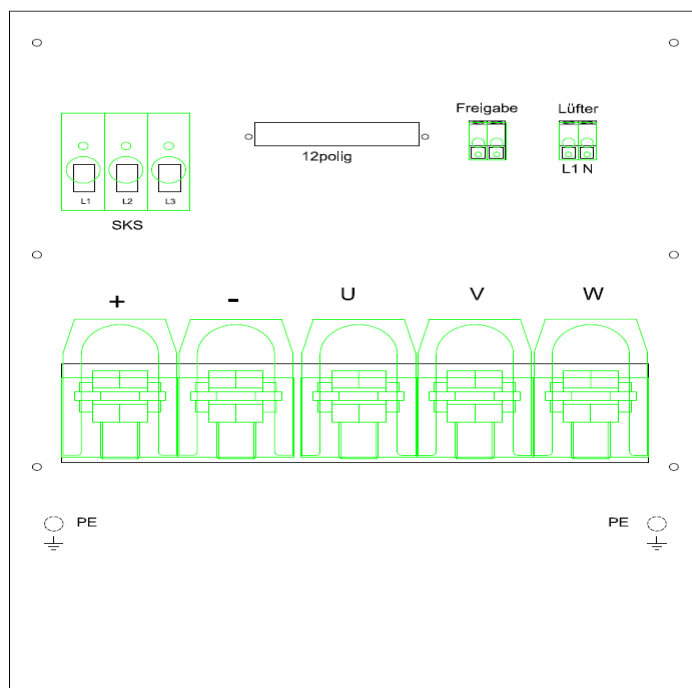 Freigabe Lüfter
12polig
L1 N
L1 L2 L3
SKS
+ - U V W
PE PE